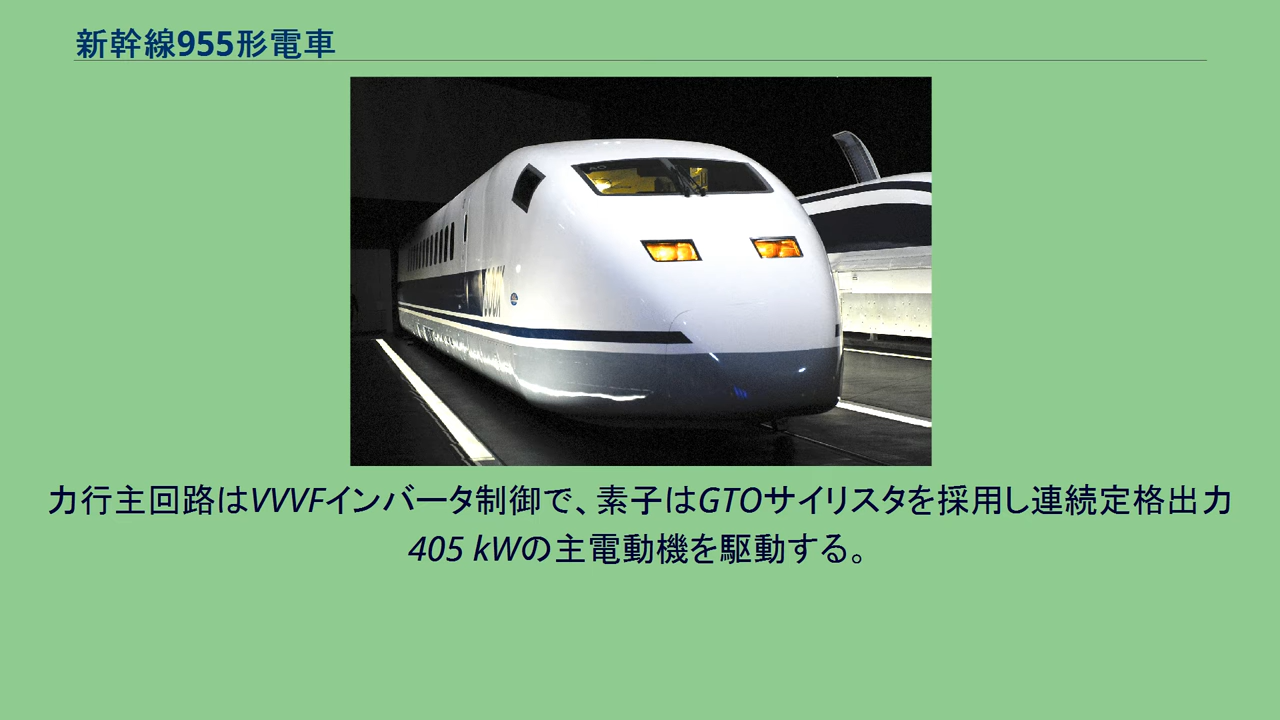 新幹線955形電車
力行主回路はVVVFインバータ制御で、素子はGTOサイリスタを採用し連続定格出力
405 kWの主電動機を駆動する。